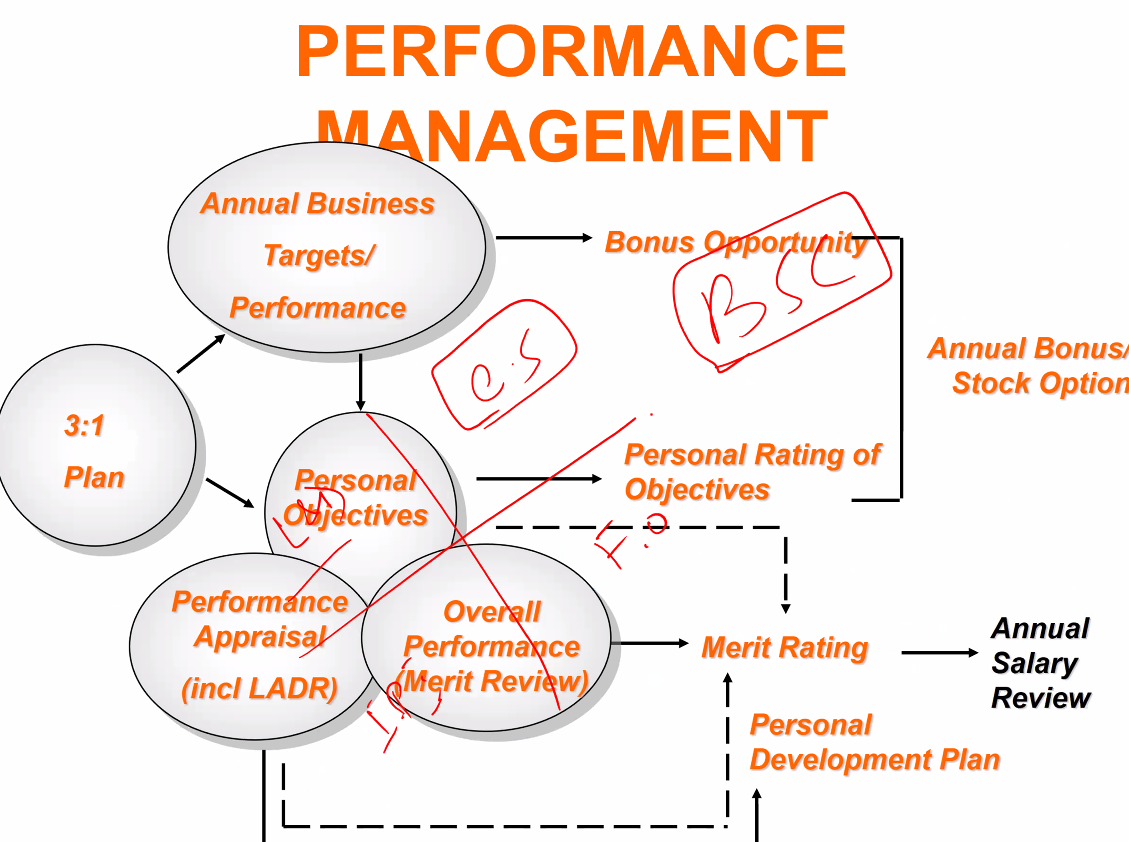 PERFORMANCE
MANAGEMENT
Annual Business
Targets/
Performance
Bonus Opportunity
BSC
Annual Bonus/
Stock Option
C.S
3:1
Plan
Personal
Objectives
Personal Rating of
Objectives
F.O
Performance
Appraisal
(incl LADR)
Overall
Performance
(Merit Review)
Merit Rating
Annual
Salary
Review
Personal
Development Plan